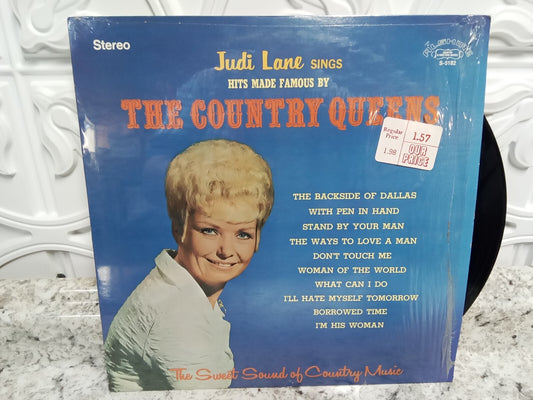 Stereo
Judi Lane SINGS
HITS MADE FAMOUS BY
THE COUNTRY QUEENS
S-5182
Regular Price 1.98
1.57
OUR PRICE
THE BACKSIDE OF DALLAS
WITH PEN IN HAND
STAND BY YOUR MAN
THE WAYS TO LOVE A MAN
DON'T TOUCH ME
WOMAN OF THE WORLD
WHAT CAN I DO
I'LL HATE MYSELF TOMORROW
BORROWED TIME
I'M HIS WOMAN
The Sweet Sound of Country Music